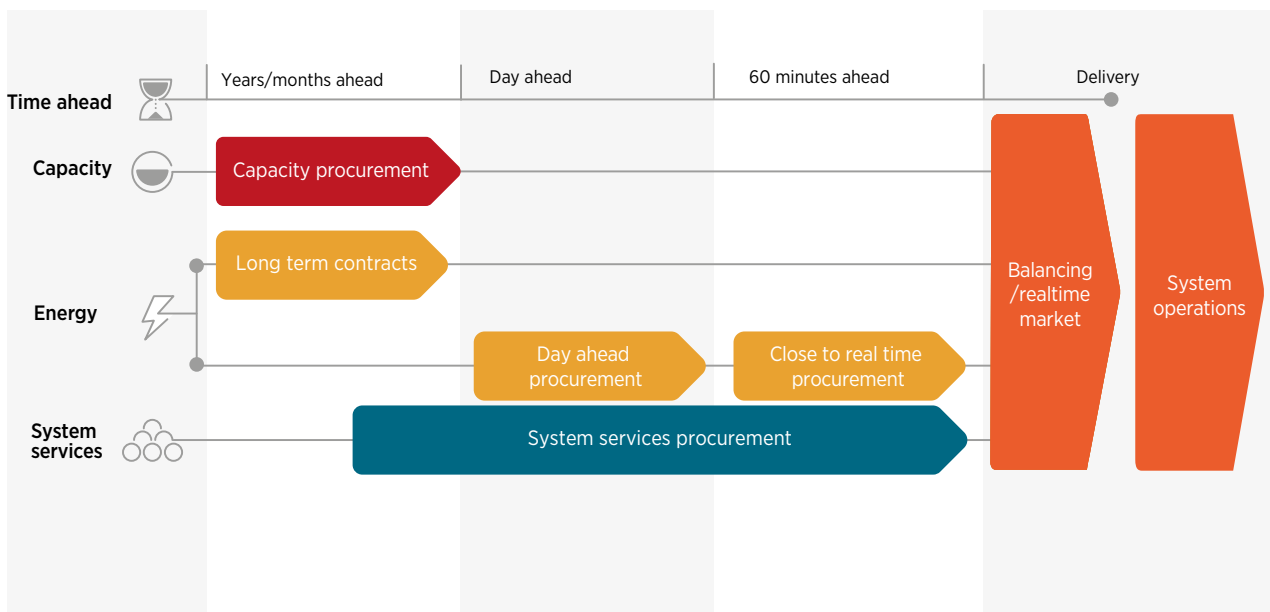 Time ahead
Years/months ahead
Day ahead
60 minutes ahead
Delivery
Capacity
Capacity procurement
Energy
Long term contracts
Day ahead
procurement
Close to real time
procurement
System
services
System services procurement
Balancing
/realtime
market
System
operations